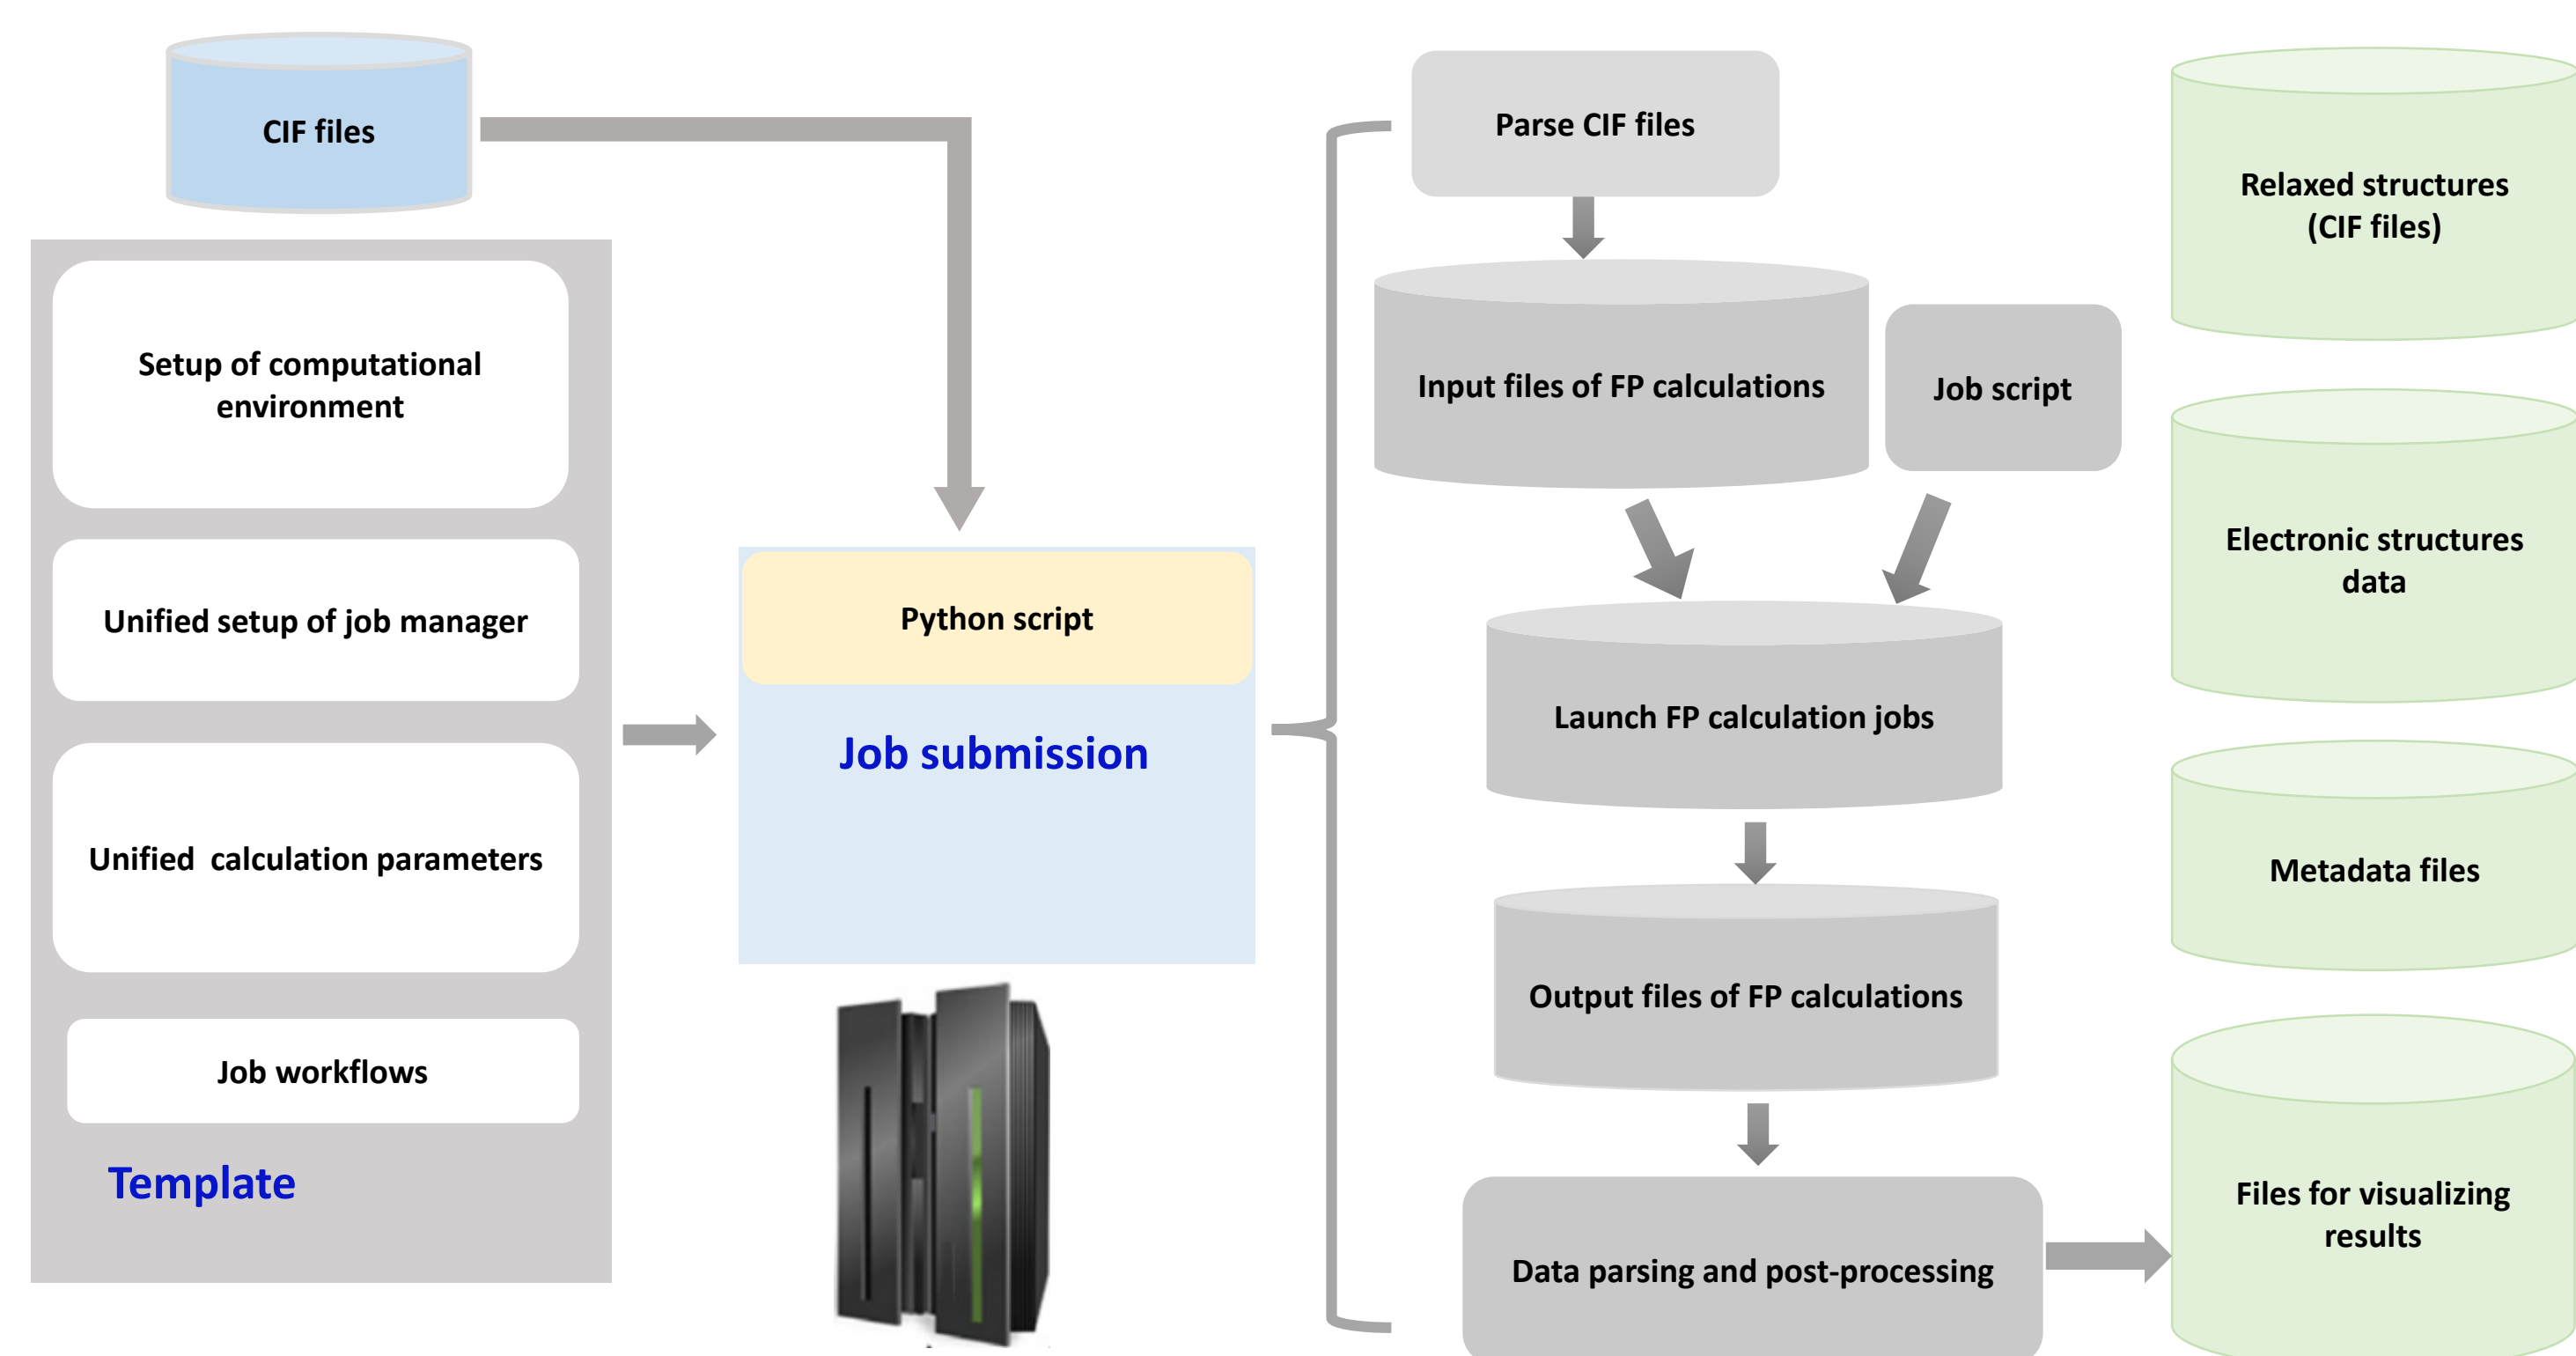 CIF files
Setup of computational
environment
Unified setup of job manager
Unified calculation parameters
Job workflows
Template
Python script
Job submission
Parse CIF files
Input files of FP calculations
Job script
Launch FP calculation jobs
Output files of FP calculations
Data parsing and post-processing
Relaxed structures
(CIF files)
Electronic structures
data
Metadata files
Files for visualizing
results